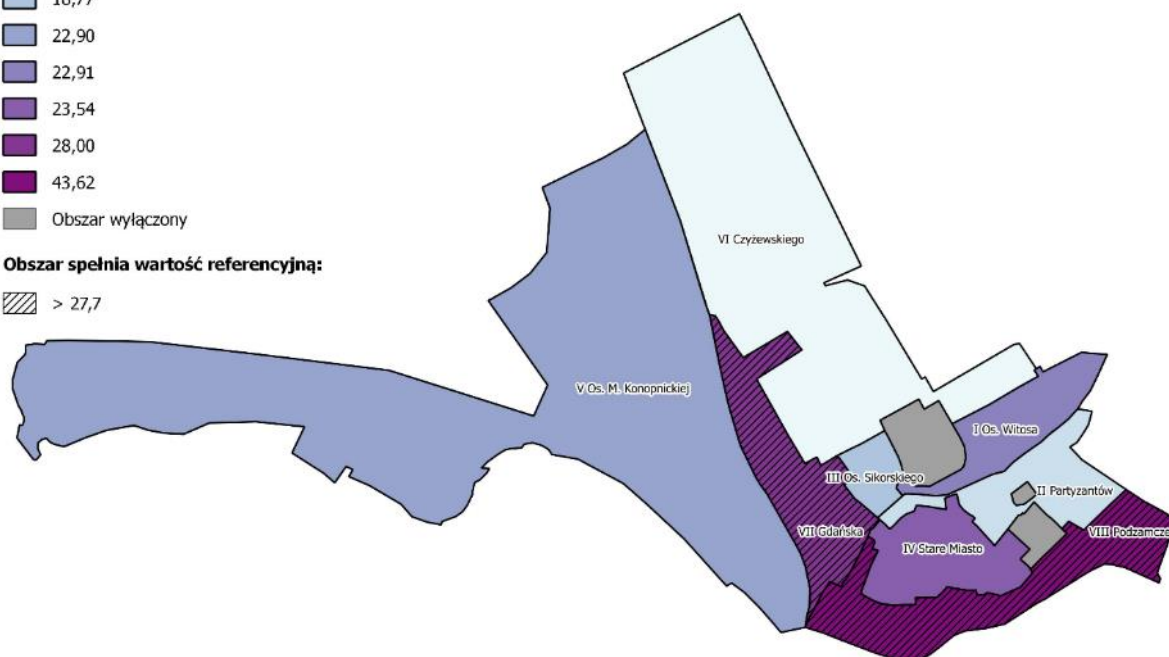 22,90
22,91
23,54
28,00
43,62
Obszar wyłączony
Obszar spełnia wartość referencyjną:
> 27,7
VI Czyżewskiego
V Os. M. Konopnickiej
I Os. Witosa
III Os. Sikorskiego
II Partyzantów
VII Gdańska
VIII Podzamcze
IV Stare Miasto